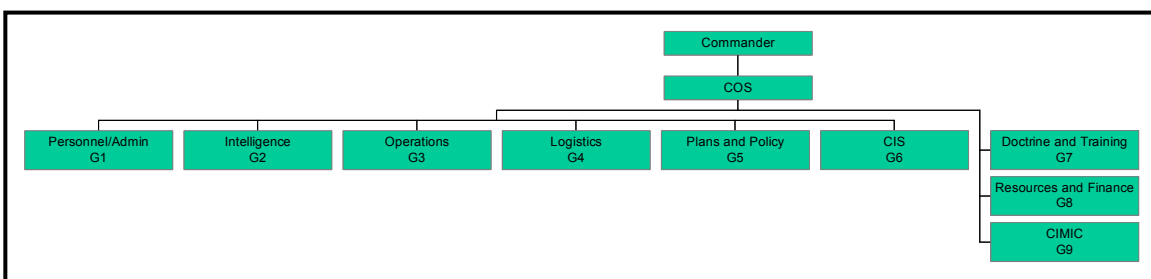 Commander
COS
Personnel/Admin
G1
Intelligence
G2
Operations
G3
Logistics
G4
Plans and Policy
G5
CIS
G6
Doctrine and Training
G7
Resources and Finance
G8
CIMIC
G9